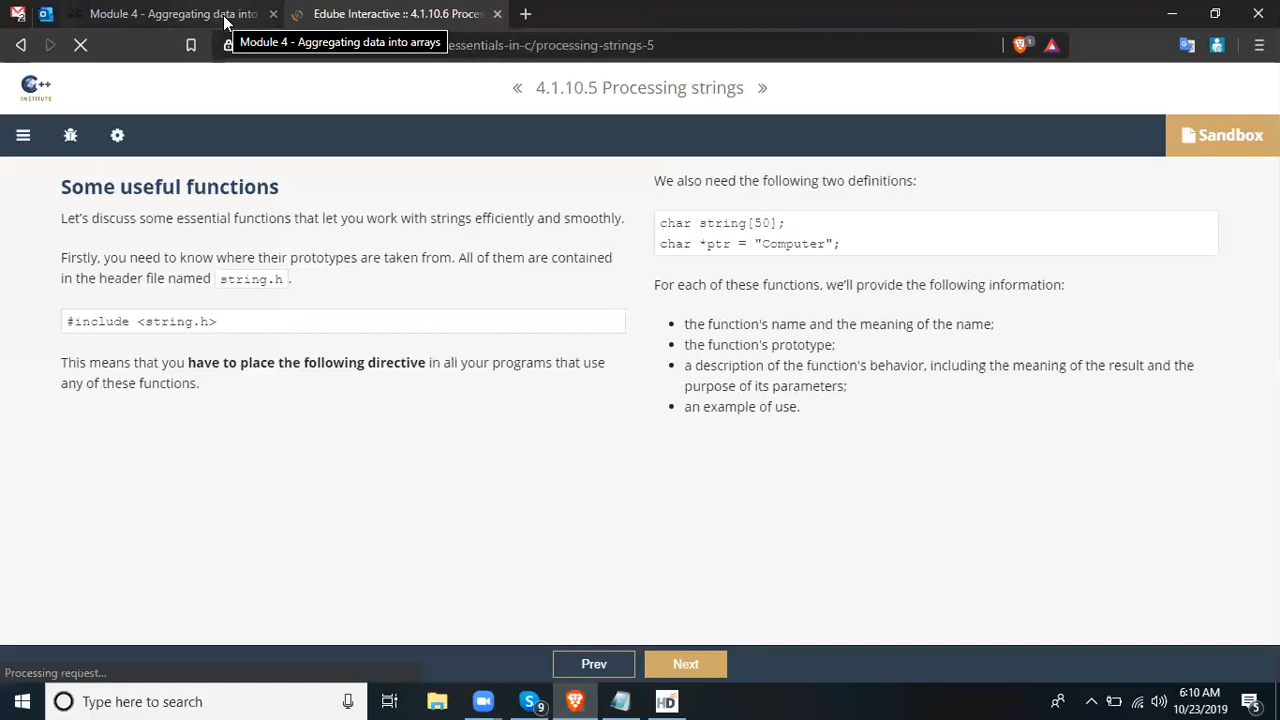 Module 4 - Aggregating data into
Edube Interactive :: 4.1.10.6 Proces
Module 4 - Aggregating data into arrays
essentials-in-c/processing-strings-5
1
C++
INSTITUTE
« 4.1.10.5 Processing strings »
Sandbox
Some useful functions
Let's discuss some essential functions that let you work with strings efficiently and smoothly.
Firstly, you need to know where their prototypes are taken from. All of them are contained
in the header file named string.h .
#include <string.h>
This means that you have to place the following directive in all your programs that use
any of these functions.
We also need the following two definitions:
char string[50];
char *ptr = "Computer";
For each of these functions, we'll provide the following information:
the function's name and the meaning of the name;
the function's prototype;
a description of the function's behavior, including the meaning of the result and the
purpose of its parameters;
an example of use.
Prev
Next
Processing request...
Type here to search
9
HD
6:10 AM
10/23/2019
5